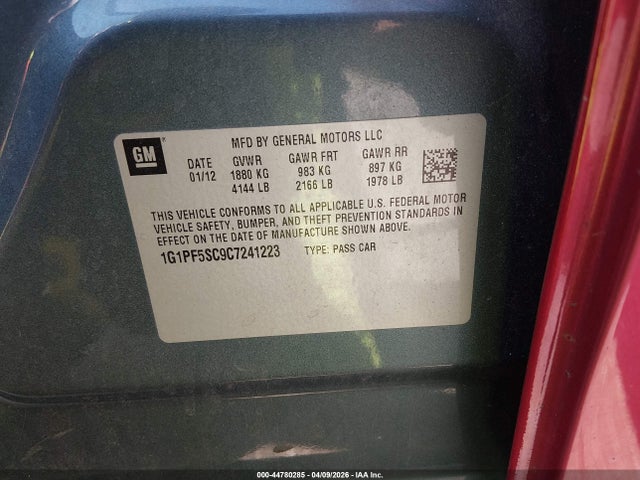 GM
MFD BY GENERAL MOTORS LLC
DATE GVWR GAWR FRT GAWR RR
01/12 1880 KG 983 KG 897 KG
4144 LB 2166 LB 1978 LB
THIS VEHICLE CONFORMS TO ALL APPLICABLE U.S. FEDERAL MOTOR
VEHICLE SAFETY, BUMPER, AND THEFT PREVENTION STANDARDS IN
EFFECT ON THE DATE OF MANUFACTURE SHOWN ABOVE.
1G1PF5SC9C7241223 TYPE: PASS CAR
000-44780285 - 04/09/2026 - IAA Inc.